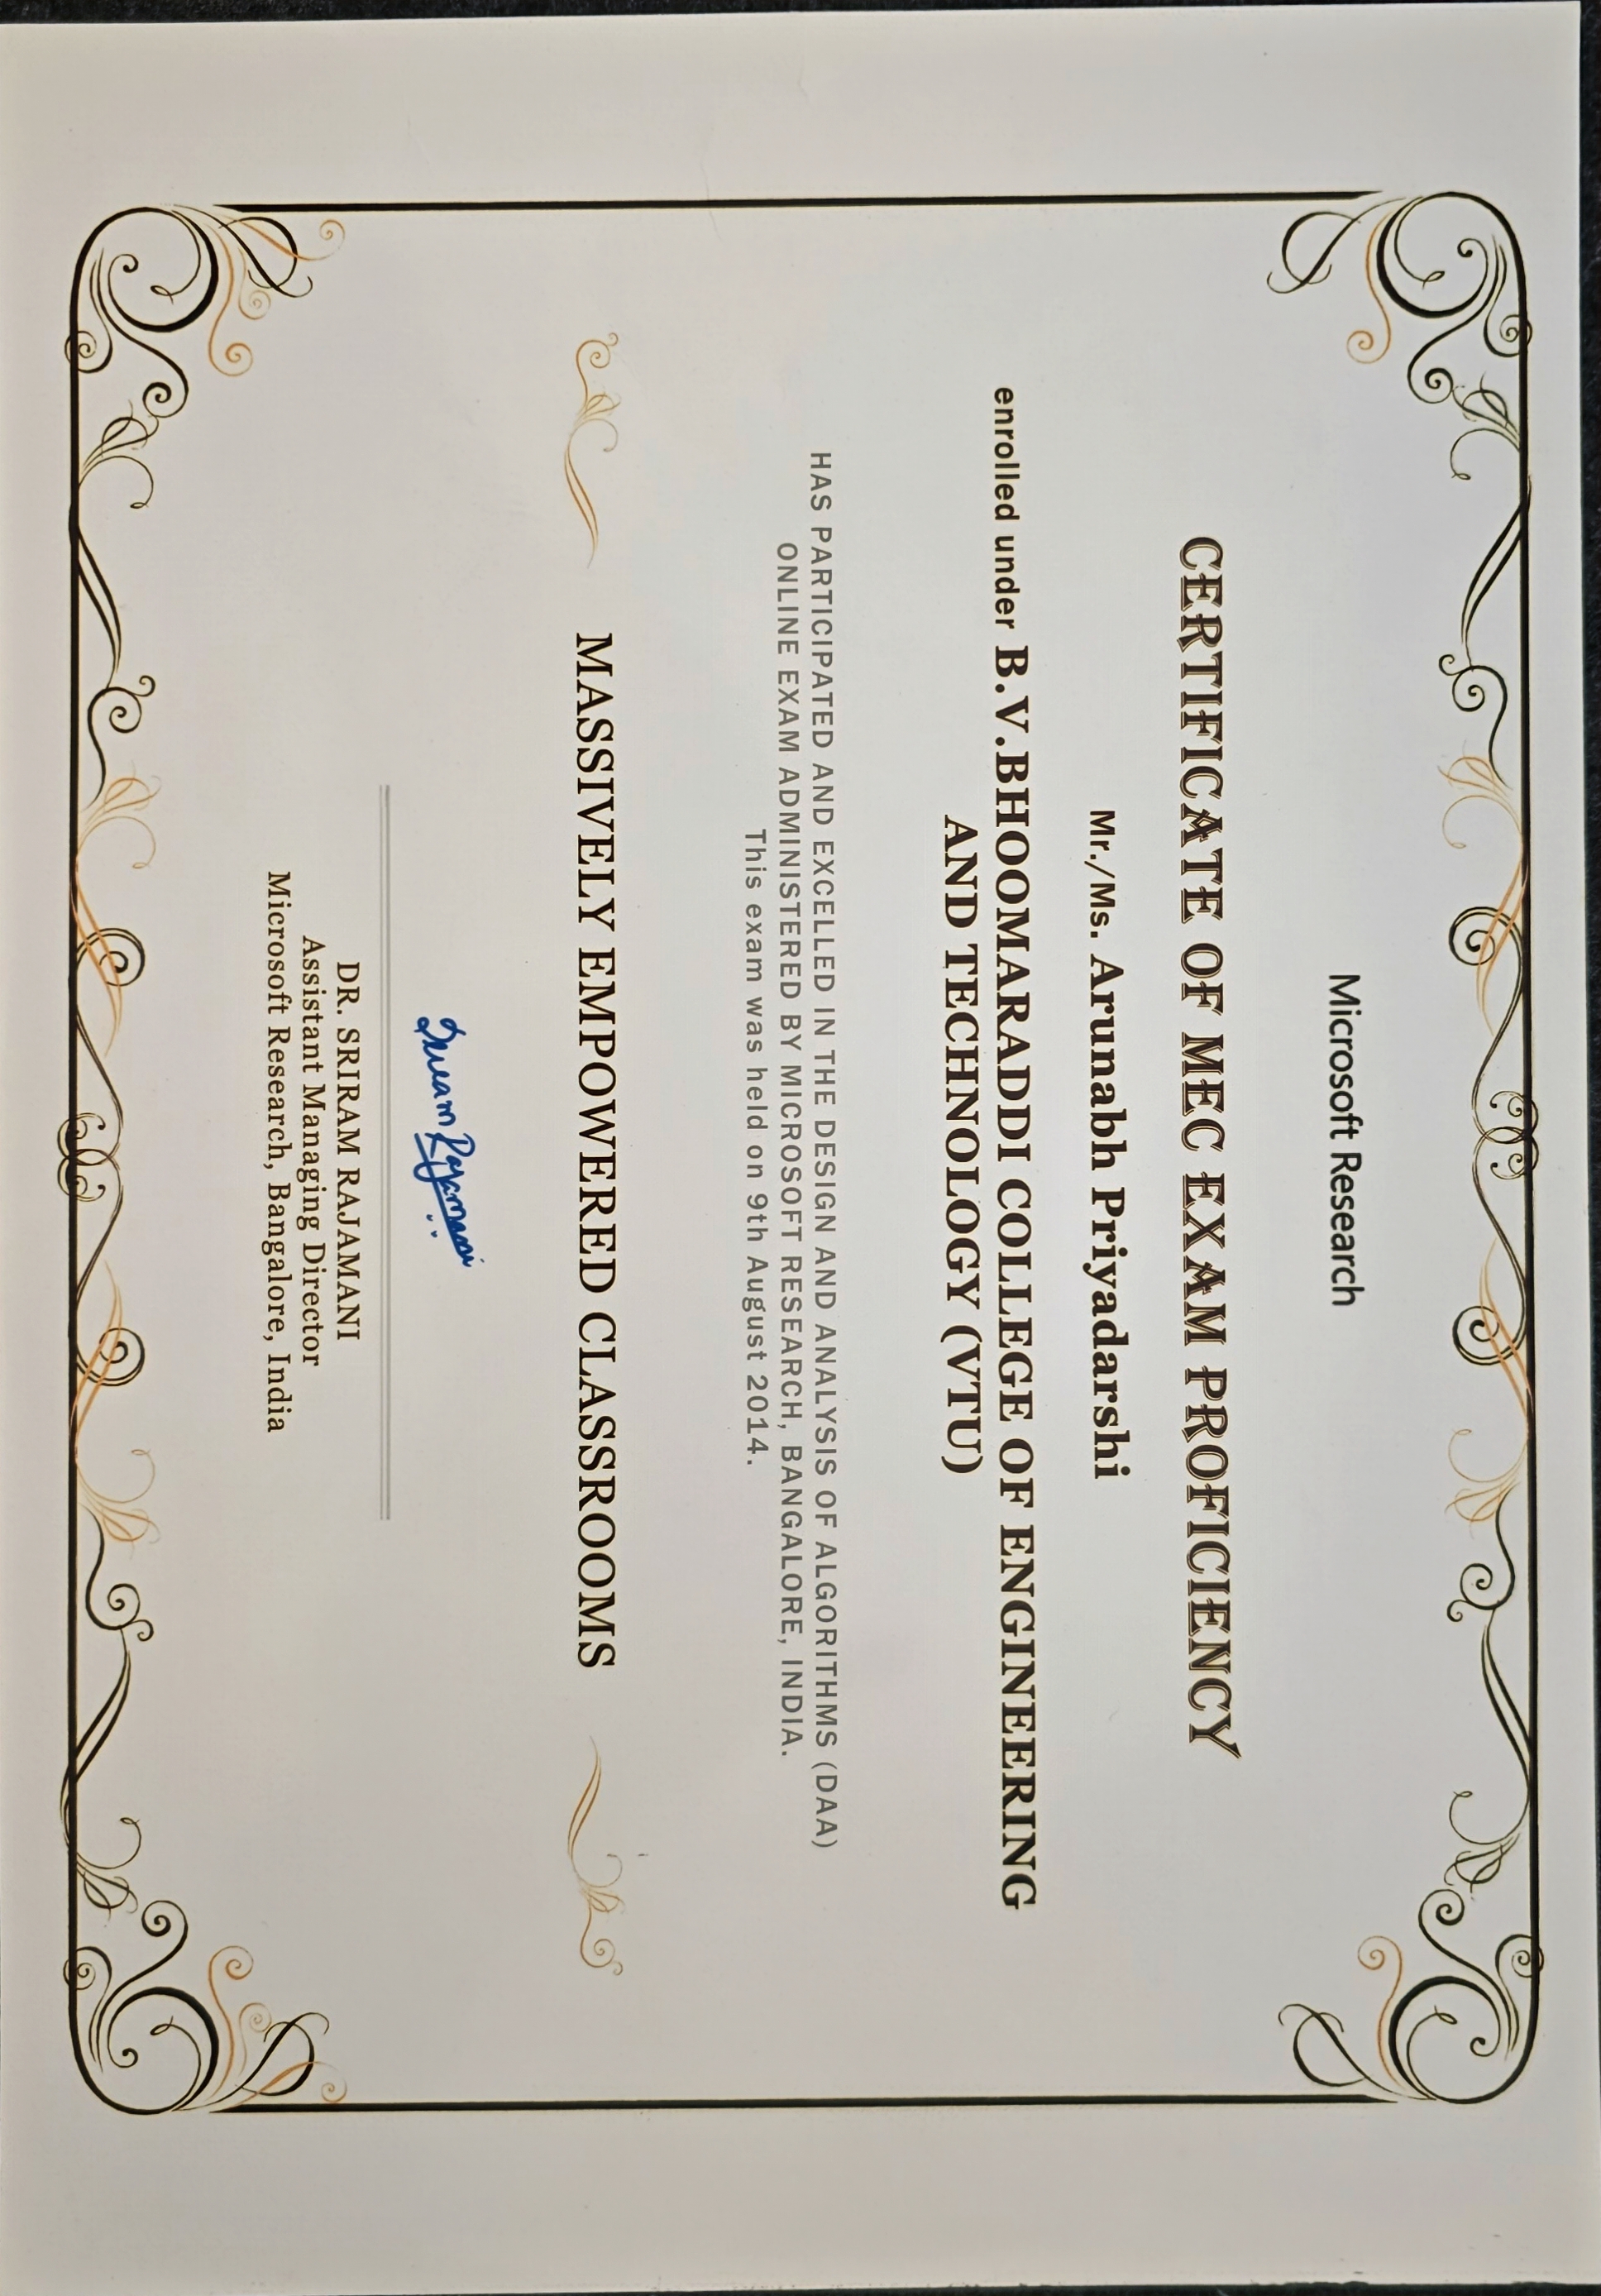 Microsoft Research
CERTIFICATE OF MEC EXAM PROFICIENCY
Mr./Ms. Arunabh Priyadarshi
enrolled under B.V.BHOOMARADDI COLLEGE OF ENGINEERING
AND TECHNOLOGY (VTU)
HAS PARTICIPATED AND EXCELLED IN THE DESIGN AND ANALYSIS OF ALGORITHMS (DAA)
ONLINE EXAM ADMINISTERED BY MICROSOFT RESEARCH, BANGALORE, INDIA.
This exam was held on 9th August 2014.
MASSIVELY EMPOWERED CLASSROOMS
Sriram Rajamani
DR. SRIRAM RAJAMANI
Assistant Managing Director
Microsoft Research, Bangalore, India